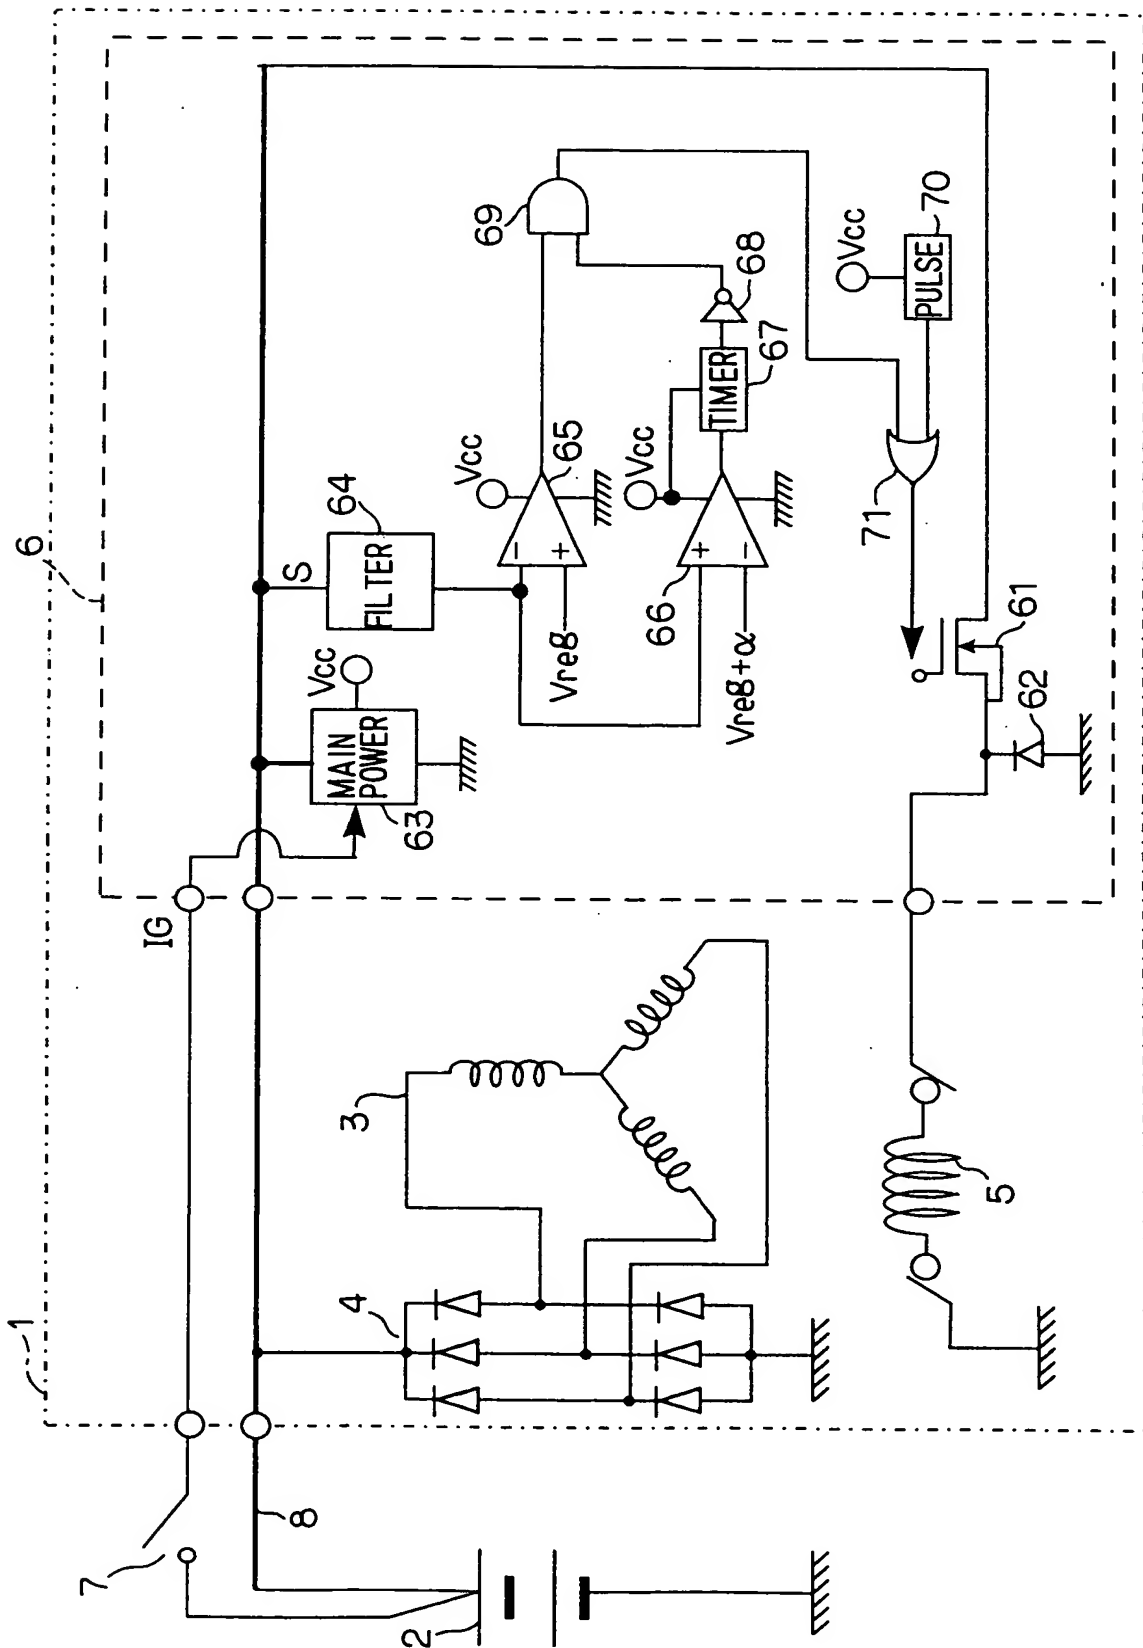 1
6
7
IG
8
2
3
4
5
MAIN
POWER
63
Vcc
S
FILTER
64
Vcc
65
Vreg
66
Vreg+α
Vcc
TIMER
67
68
69
Vcc
PULSE
70
71
61
62
-
+
+
-